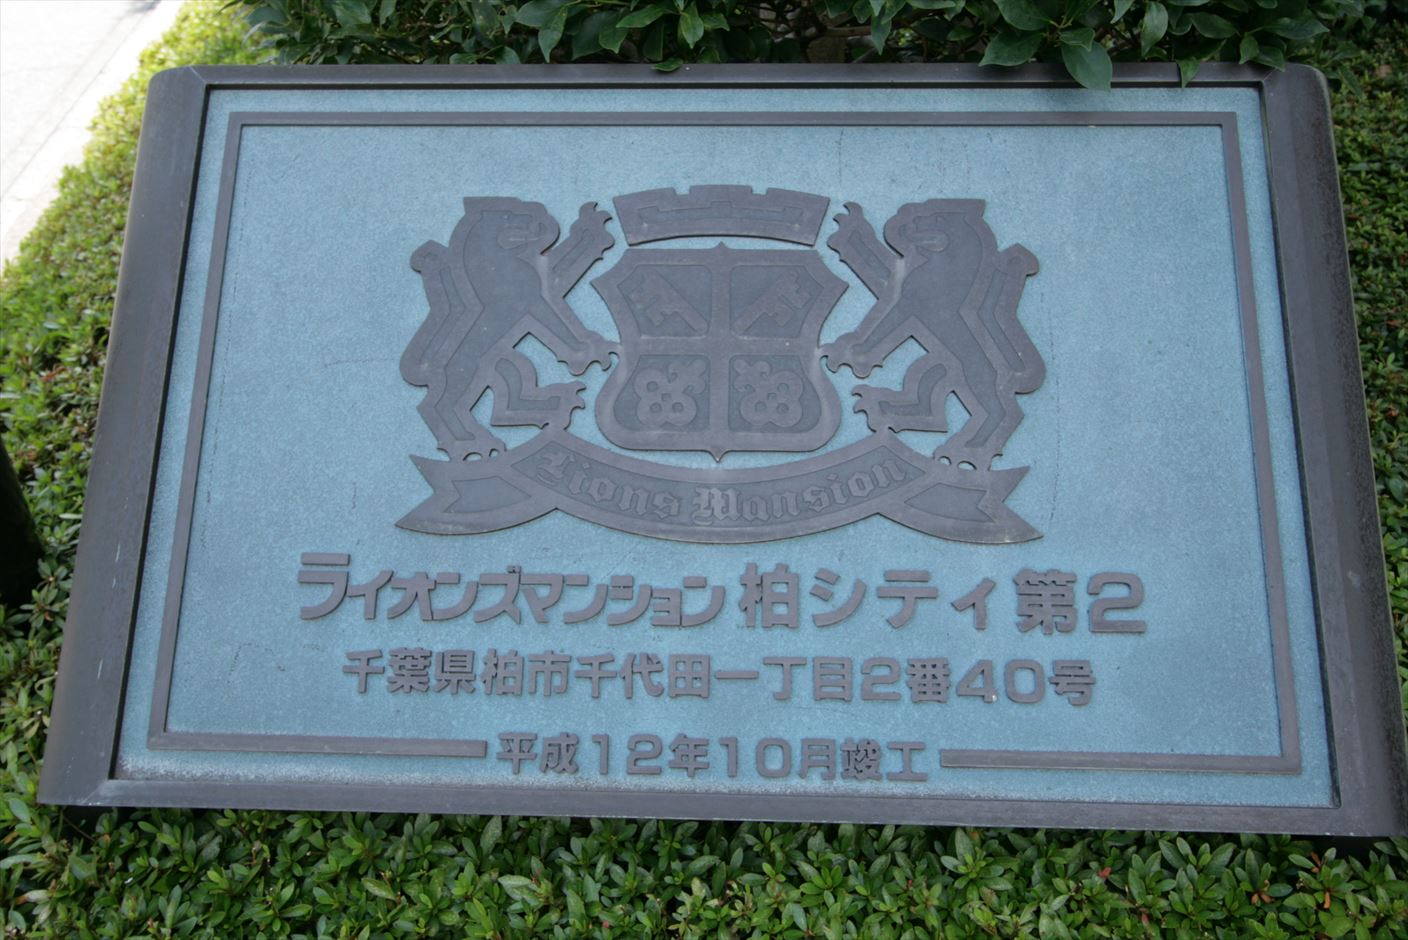 Lions Mansion
ライオンズマンション柏シティ第2
千葉県柏市千代田一丁目2番40号
平成12年10月竣工